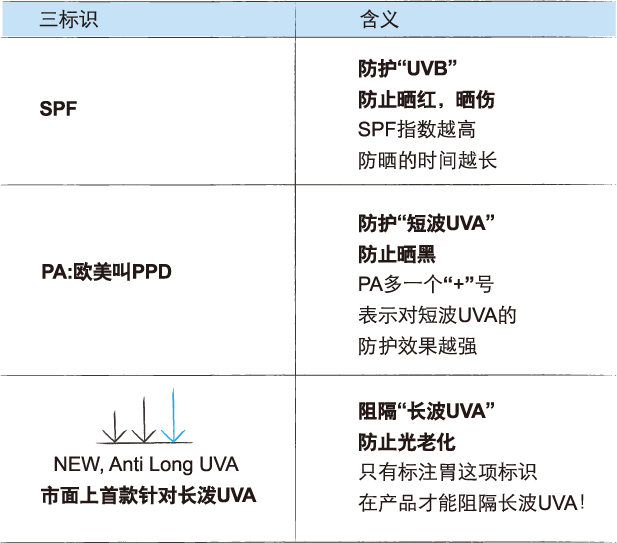 三标识
含义
SPF
防护“UVB”
防止晒红，晒伤
SPF指数越高
防晒的时间越长
PA:欧美叫PPD
防护“短波UVA”
防止晒黑
PA多一个“+”号
表示对短波UVA的
防护效果越强
NEW, Anti Long UVA
市面上首款针对长泼UVA
阻隔“长波UVA”
防止光老化
只有标注胃这项标识
在产品才能阻隔长波UVA！